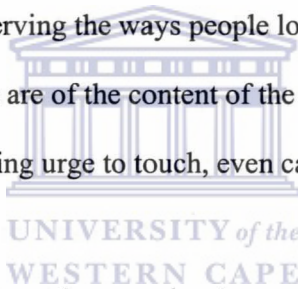 erving the ways people lo
are of the content of the
ing urge to touch, even ca
UNIVERSITY of the
WESTERN CAPE